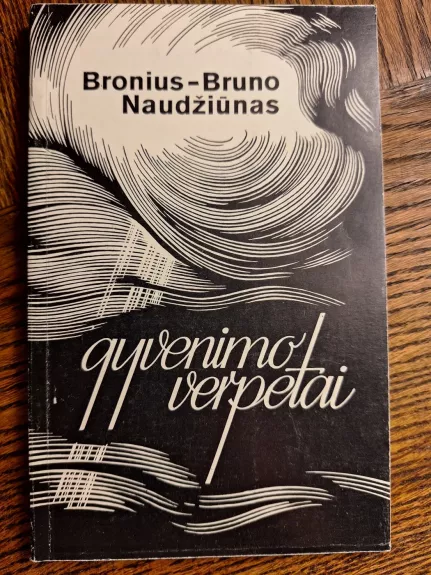 Bronius-Bruno
Naudžiūnas
gyvenimo
verpetai